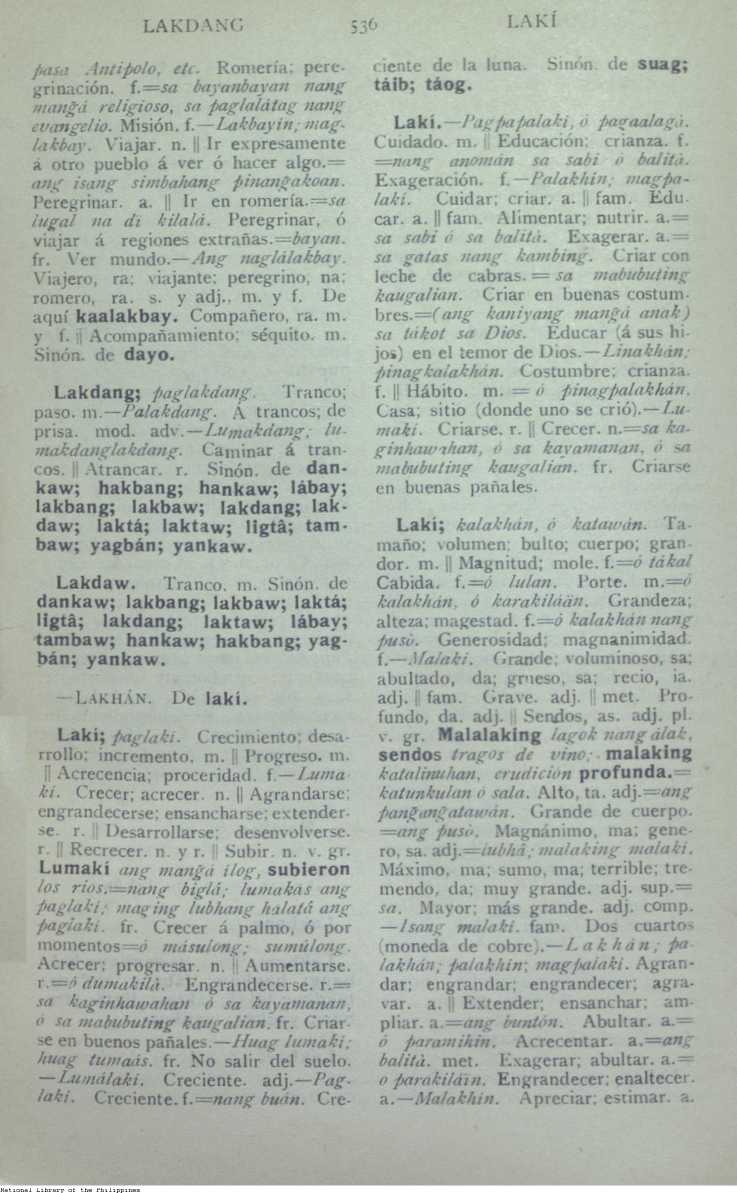 LAKDANG
536
LAKÍ
pasa Antipolo, etc. Romería; pere-
grinación. f.=sa bayanbayan nang
mang̃á religioso, sa paglalátag nang
evangelio. Misión. f.—Lakbayin; mag-
lakbay. Viajar. n. || Ir expresamente
á otro pueblo á ver ó hacer algo.=
ang isang simbahang pinang̃akoan.
Peregrinar. a. || Ir en romería.=sa
lugal na di kilalá. Peregrinar, ó
viajar á regiones extrañas.=bayan.
fr. Ver mundo.—Ang naglálakbay.
Viajero, ra; viajante; peregrino, na;
romero, ra. s. y adj., m. y f. De
aquí kaalakbay. Compañero, ra. m.
y f. || Acompañamiento; séquito. m.
Sinón. de dayo.
Lakdang; paglakdang. Tranco;
paso. m.—Palakdang. A trancos; de
prisa. mod. adv.—Lumakdang; lu-
makdanglakdang. Caminar á tran-
cos. || Atrancar. r. Sinón. de dan-
kaw; hakbang; hankaw; lábay;
lakbang; lakbaw; lakdang; lak-
daw; laktá; laktaw; ligtâ; tam-
baw; yagbán; yankaw.
Lakdaw. Tranco. m. Sinón. de
dankaw; lakbang; lakbaw; laktá;
ligtâ; lakdang; laktaw; lábay;
tambaw; hankaw; hakbang; yag-
bán; yankaw.
—LAKHÁN. De lakí.
Laki; paglaki. Crecimiento; desa-
rrollo; incremento. m. || Progreso. m.
|| Acrecencia; proceridad. f.—Luma-
ki. Crecer; acrecer. n. || Agrandarse;
engrandecerse; ensancharse; extender-
se. r. || Desarrollarse; desenvolverse.
r. || Recrecer. n. y r. || Subir. n. v. gr.
Lumaki ang mang̃á ilog, subieron
los rios.=nang biglá; lumakás ang
paglaki; maging lubhang halatá ang
paglaki. fr. Crecer á palmo, ó por
momentos=ó másulong; sumúlong.
Acrecer; progresar. n. || Aumentarse.
r.=ó dumakilà. Engrandecerse. r.=
sa kaginhawahan ó sa kayamanan,
ó sa mabubuting kaugalian. fr. Criar-
se en buenos pañales.—Huag lumaki;
huag tumaás. fr. No salir del suelo.
—Lumálaki. Creciente. adj.—Pag-
laki. Creciente. f.=nang buán. Cre-
ciente de la luna. Sinón. de suag;
táib; táog.
Lakí.—Pagpapalaki, ó pagaalagá.
Cuidado. m. || Educación; crianza. f.
=nang anomán sa sabi ó balità.
Exageración. f.—Palakhin; magpa-
laki. Cuidar; criar. a. || fam. Edu-
car. a. || fam. Alimentar; nutrir. a.=
sa sabi ó sa balità. Exagerar. a.=
sa gatas nang kambing. Criar con
leche de cabras.=sa mabubuting
kaugalian. Criar en buenas costum-
bres.=(ang kaniyang mang̃á anak)
sa tákot sa Dios. Educar (á sus hi-
jos) en el temor de Dios.—Linakhán;
pinagkalakhán. Costumbre; crianza.
f. || Hábito. m.=ó pinagpalakhán.
Casa; sitio (donde uno se crió).—Lu-
maki. Criarse. r. || Crecer. n.=sa ka-
ginhawahan, ó sa kayamanan, ó sa
mabubuting kaugalian. fr. Criarse
en buenas pañales.
Laki; kalakhán, ó katawán. Ta-
maño; volumen; bulto; cuerpo; gran-
dor. m. || Magnitud; mole. f.=ó tákal
Cabida. f.=ó lulan. Porte. m.=ó
kalakhán, ó karakiláän. Grandeza;
alteza; magestad. f.=ó kalakhán nang
pusò. Generosidad; magnanimidad.
f.—Malaki. Grande; voluminoso, sa;
abultado, da; grueso, sa; recio, ia.
adj. || fam. Grave. adj. || met. Pro-
fundo, da. adj. || Sendos, as. adj. pl.
v. gr. Malalaking lagok nang álak,
sendos tragos de vino; malaking
katalinuhan, erudición profunda.=
katunkulan ó sala. Alto, ta. adj.=ang
pang̃ang̃atawán. Grande de cuerpo.
=ang pusò. Magnánimo, ma; gene-
ro, sa. adj.=lubhâ; malaking malaki.
Máximo, ma; sumo, ma; terrible; tre-
mendo, da; muy grande. adj. sup.=
sa. Mayor; más grande. adj. comp.
—Isang malaki. fam. Dos cuartos
(moneda de cobre).—Lakhán; pa-
lakhán; palakhin; magpalaki. Agran-
dar; engrandar; engrandecer; agra-
var. a. || Extender; ensanchar; am-
pliar. a.=ang buntón. Abultar. a.=
ó paramihin. Acrecentar. a.=ang
balità. met. Exagerar; abultar. a.=
o parakiláin. Engrandecer; enaltecer.
a.—Malakhin. Apreciar; estimar. a.
National Library of the Philippines